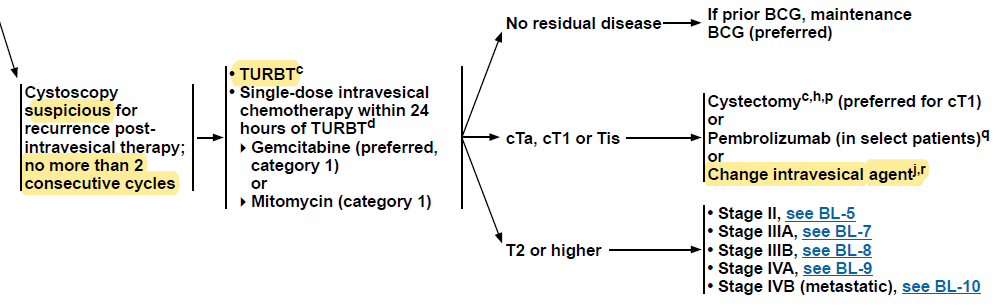 Cystoscopy
suspicious for
recurrence post-
intravesical therapy;
no more than 2
consecutive cycles
• TURBTc
• Single-dose intravesical
chemotherapy within 24
hours of TURBTd
Gemcitabine (preferred,
category 1)
or
Mitomycin (category 1)
No residual disease
If prior BCG, maintenance
BCG (preferred)
cTa, cT1 or Tis
Cystectomyc,h,p (preferred for cT1)
or
Pembrolizumab (in select patients)q
or
Change intravesical agentj,r
T2 or higher
• Stage II, see BL-5
• Stage IIIA, see BL-7
• Stage IIIB, see BL-8
• Stage IVA, see BL-9
• Stage IVB (metastatic), see BL-10